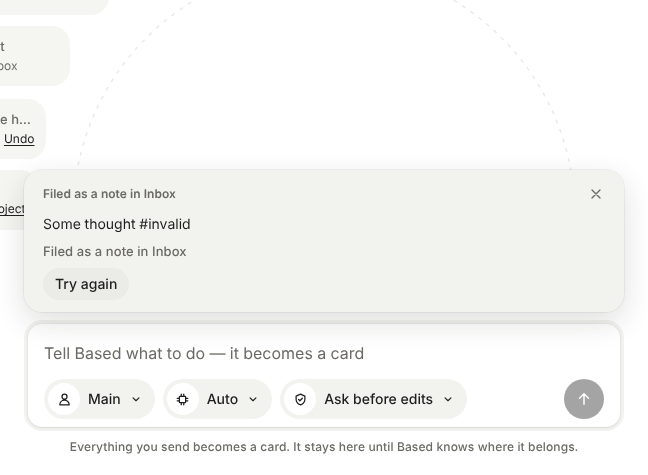 t
box
e h...
Undo
oject
Filed as a note in Inbox
Some thought #invalid
Filed as a note in Inbox
Try again
Tell Based what to do — it becomes a card
Main
Auto
Ask before edits
Everything you send becomes a card. It stays here until Based knows where it belongs.